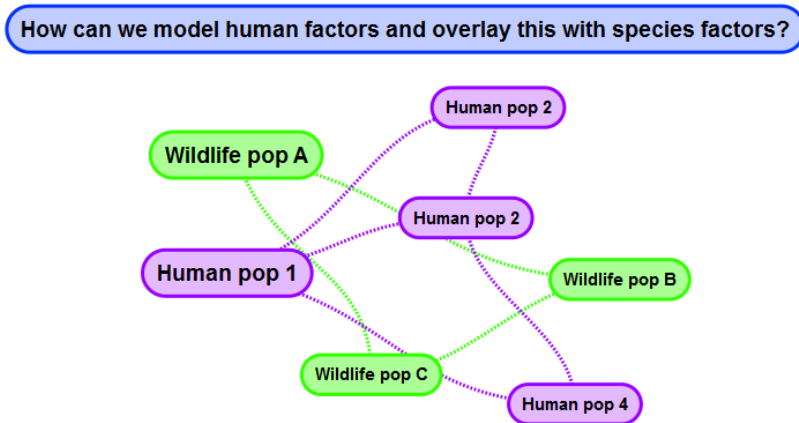 How can we model human factors and overlay this with species factors?
Human pop 2
Wildlife pop A
Human pop 2
Human pop 1
Wildlife pop B
Wildlife pop C
Human pop 4